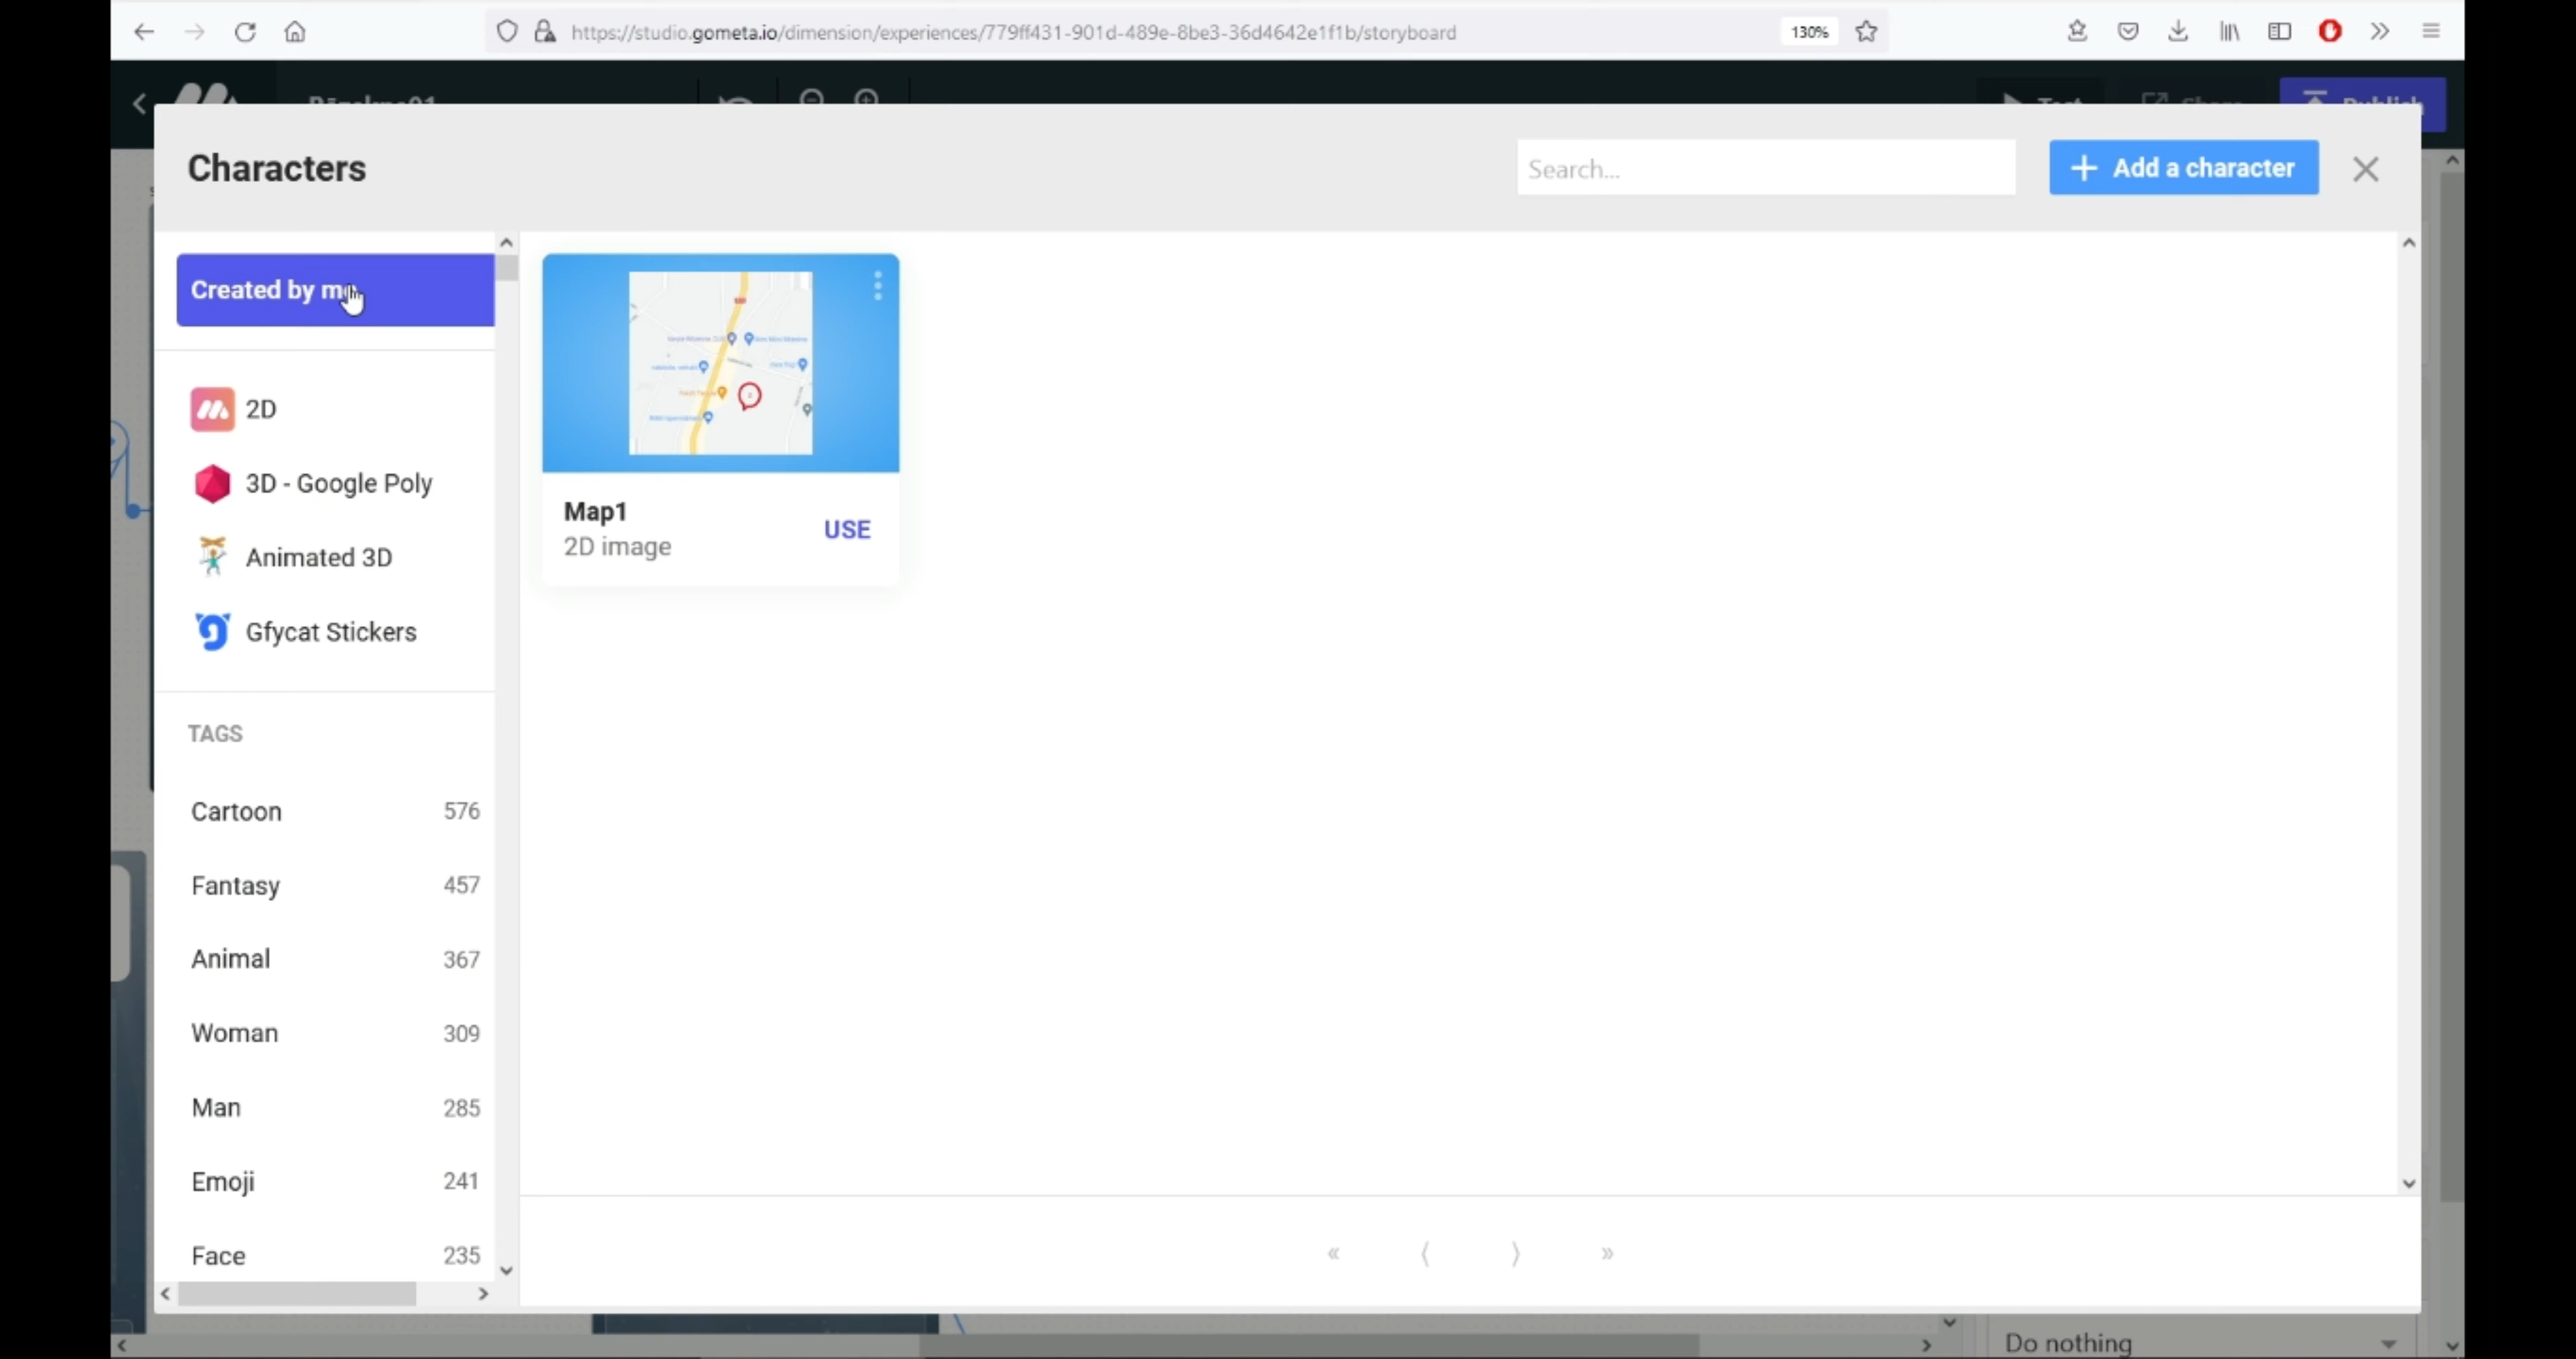 https://studio.gometa.io/dimension/experiences/779ff431-901d-489e-8be3-36d4642e1f1b/storyboard
130%
Characters
Search...
+ Add a character
Created by
2D
3D - Google Poly
Animated 3D
Gfycat Stickers
Map1
2D image
USE
TAGS
Cartoon 576
Fantasy 457
Animal 367
Woman 309
Man 285
Emoji 241
Face 235
Do nothing